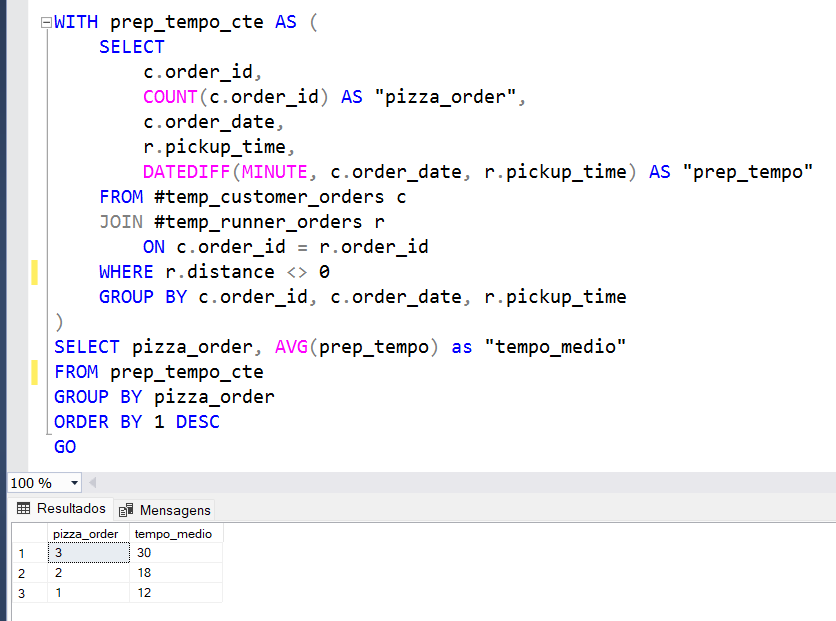 WITH prep_tempo_cte AS (
SELECT
c.order_id,
COUNT(c.order_id) AS "pizza_order",
c.order_date,
r.pickup_time,
DATEDIFF(MINUTE, c.order_date, r.pickup_time) AS "prep_tempo"
FROM #temp_customer_orders c
JOIN #temp_runner_orders r
ON c.order_id = r.order_id
WHERE r.distance <> 0
GROUP BY c.order_id, c.order_date, r.pickup_time
)
SELECT pizza_order, AVG(prep_tempo) as "tempo_medio"
FROM prep_tempo_cte
GROUP BY pizza_order
ORDER BY 1 DESC
GO
100 %
Resultados Mensagens
pizza_order tempo_medio
1 3 30
2 2 18
3 1 12